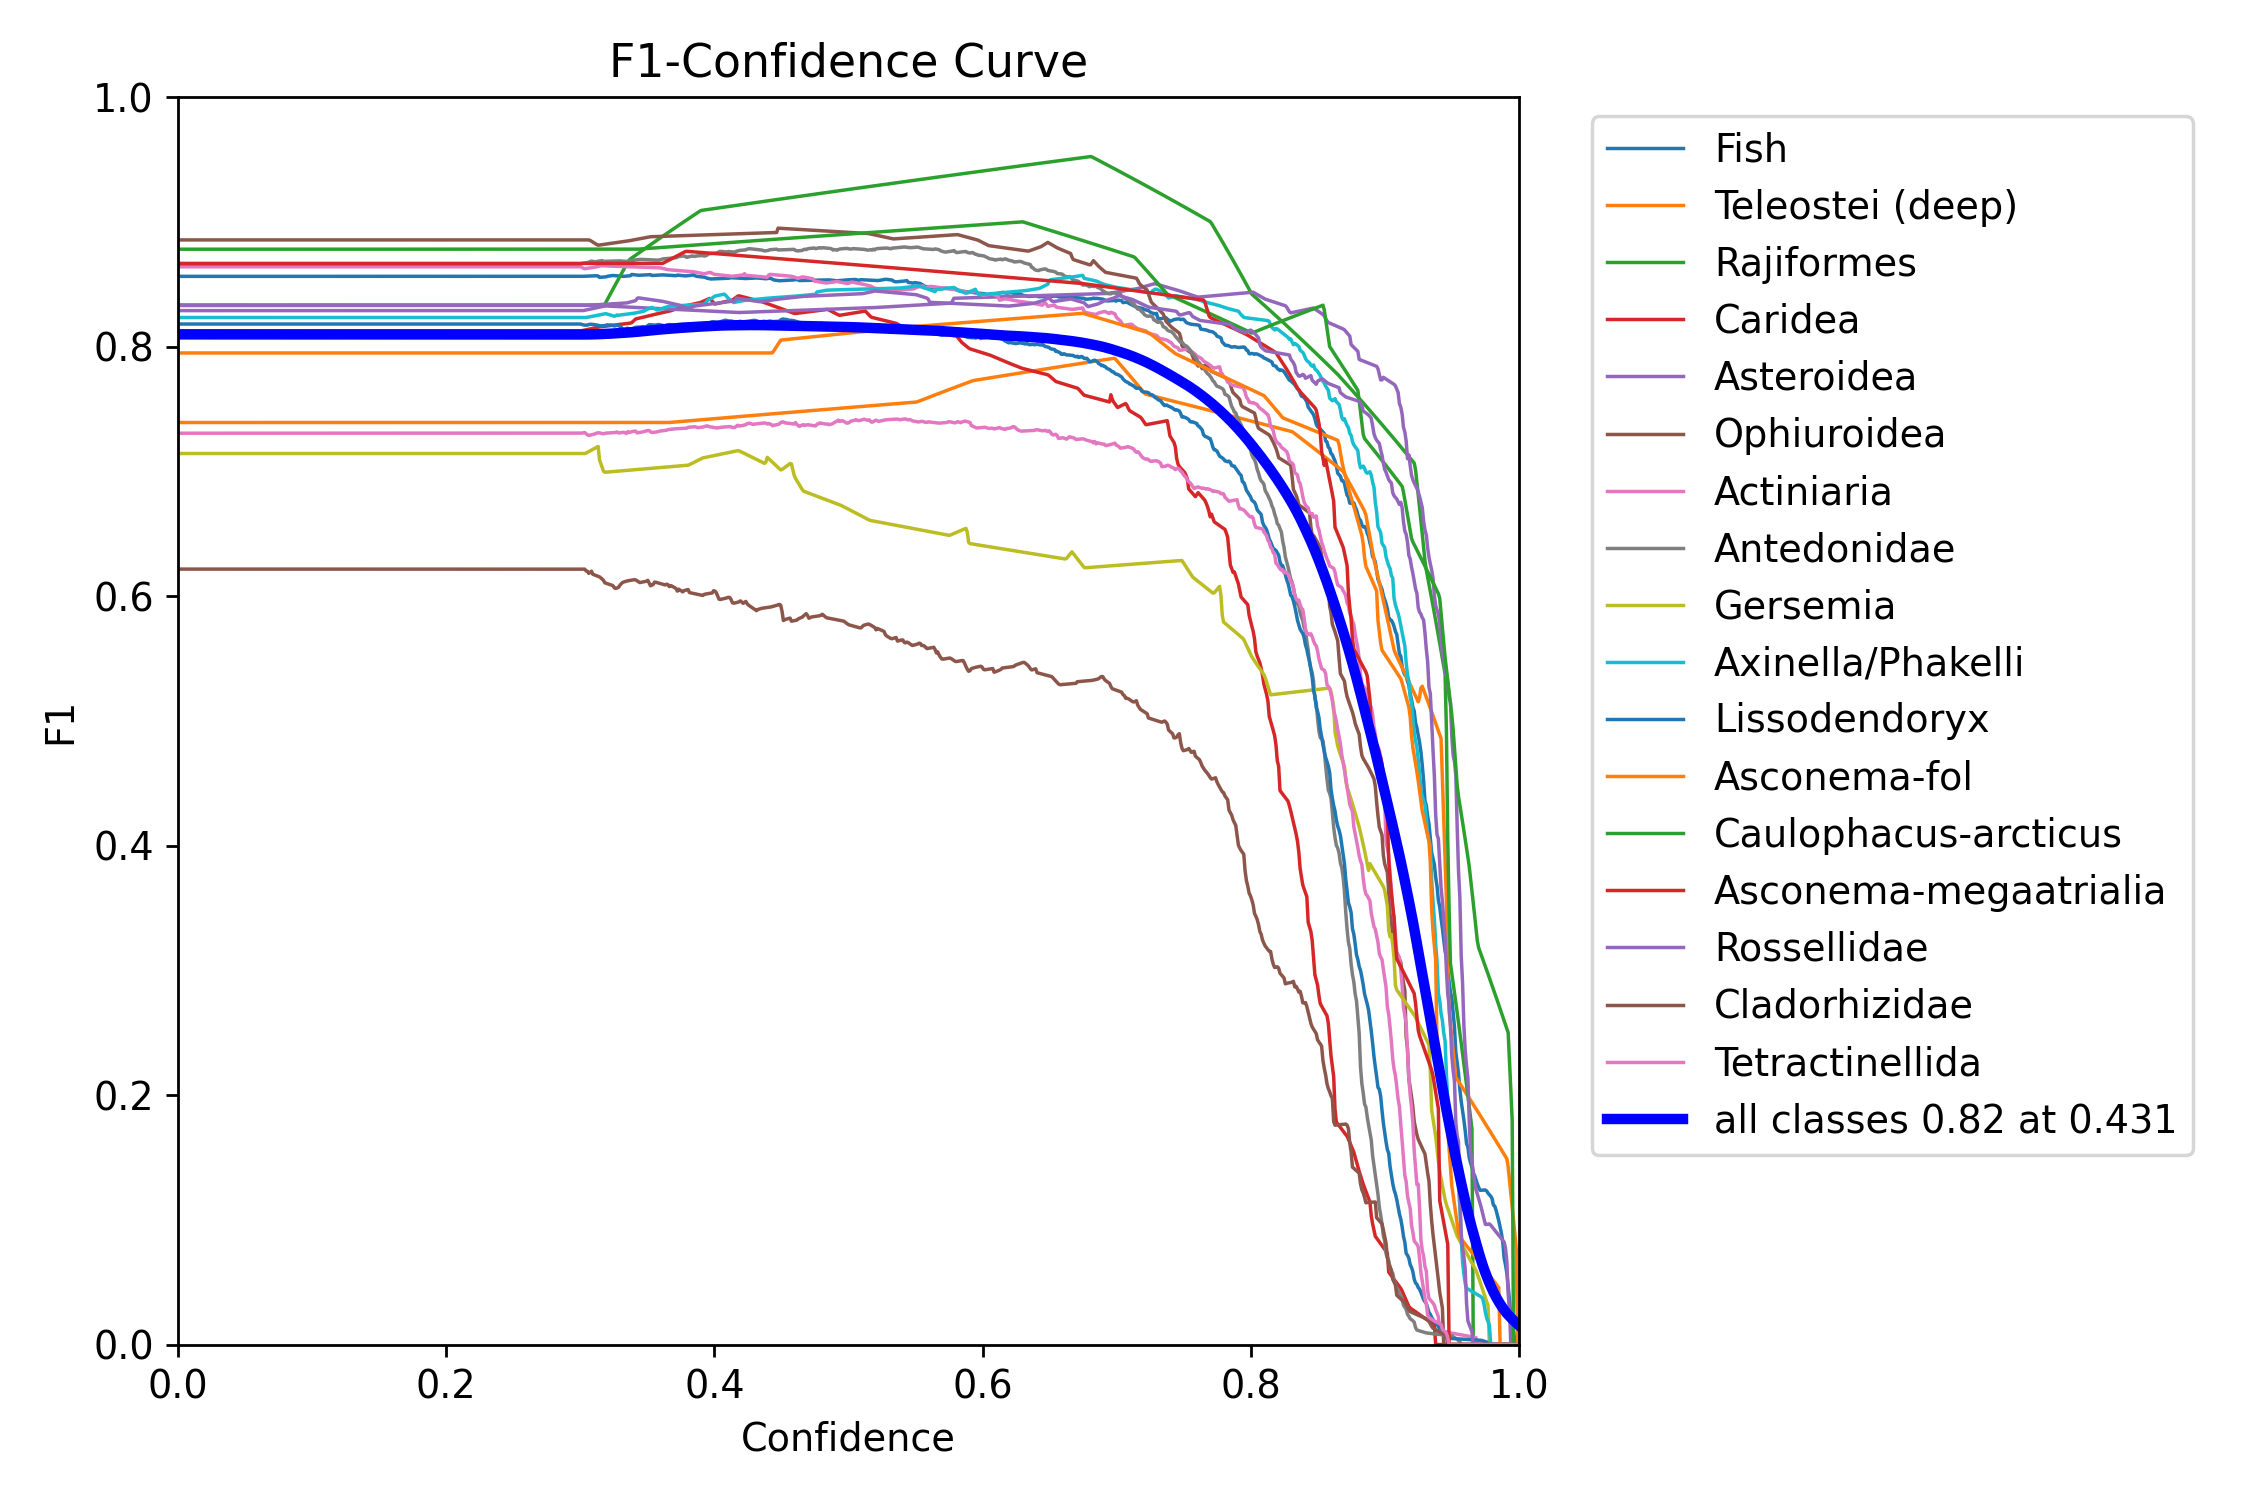 F1-Confidence Curve
1.0
0.8
0.6
0.4
0.2
0.0
F1
0.0 0.2 0.4 0.6 0.8 1.0
Confidence
Fish
Teleostei (deep)
Rajiformes
Caridea
Asteroidea
Ophiuroidea
Actiniaria
Antedonidae
Gersemia
Axinella/Phakelli
Lissodendoryx
Asconema-fol
Caulophacus-arcticus
Asconema-megaatrialia
Rossellidae
Cladorhizidae
Tetractinellida
all classes 0.82 at 0.431